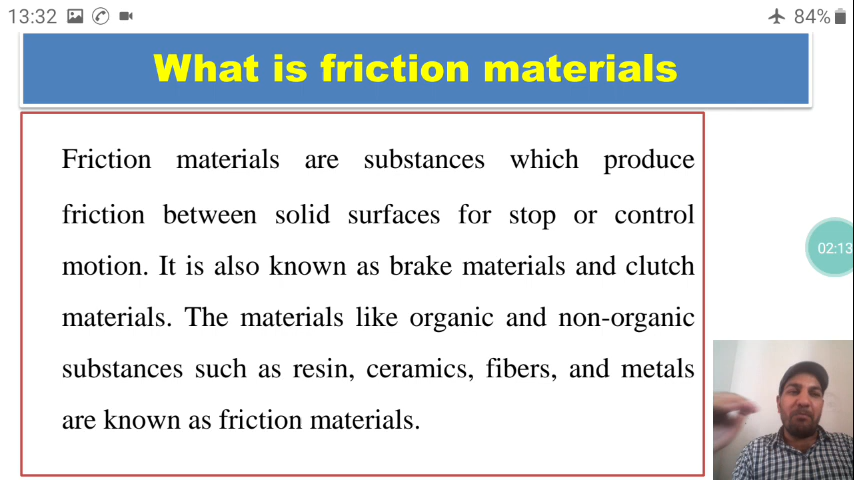 13:32 84%
What is friction materials
Friction materials are substances which produce
friction between solid surfaces for stop or control
motion. It is also known as brake materials and clutch
materials. The materials like organic and non-organic
substances such as resin, ceramics, fibers, and metals
are known as friction materials.
02:13